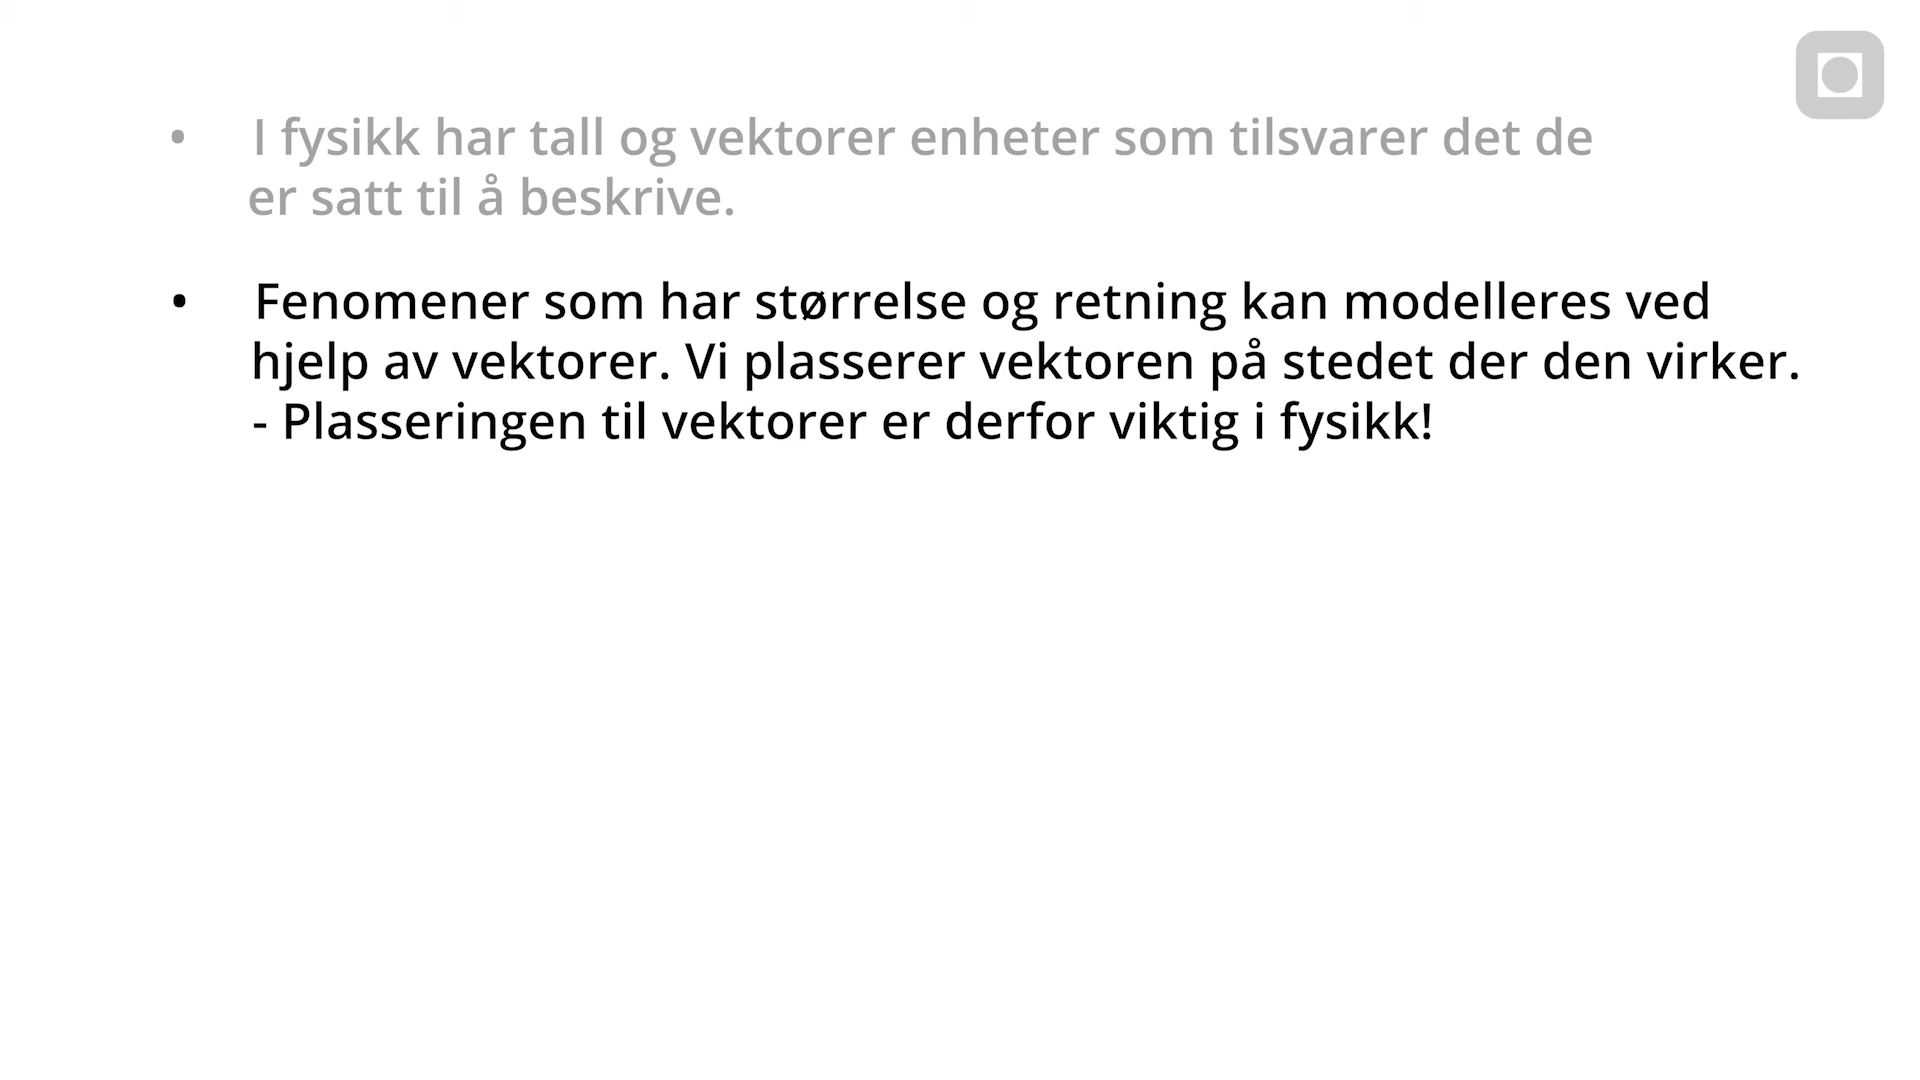 • I fysikk har tall og vektorer enheter som tilsvarer det de
er satt til å beskrive.
• Fenomener som har størrelse og retning kan modelleres ved
hjelp av vektorer. Vi plasserer vektoren på stedet der den virker.
- Plasseringen til vektorer er derfor viktig i fysikk!